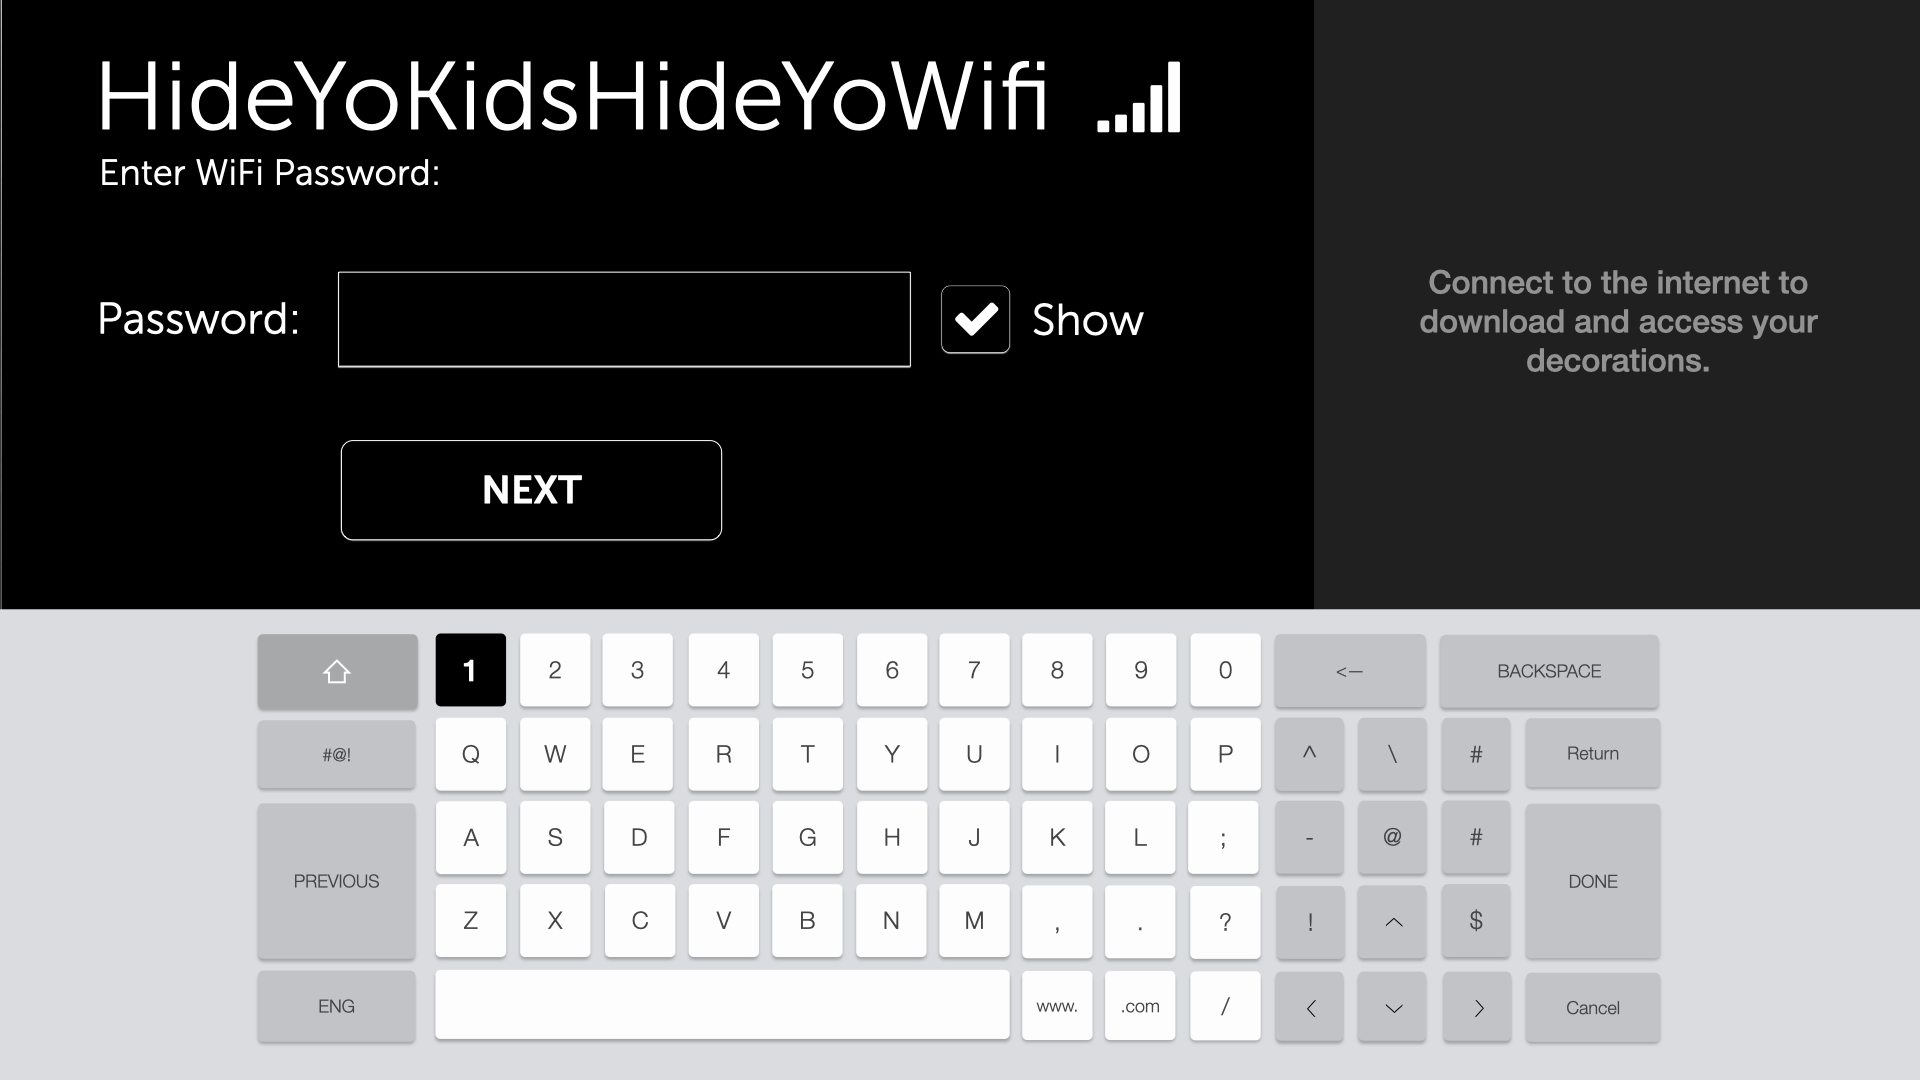 HideYoKidsHideYoWifi
Enter WiFi Password:
Password:
Show
NEXT
Connect to the internet to
download and access your
decorations.
1 2 3 4 5 6 7 8 9 0 <— BACKSPACE
#@! Q W E R T Y U I O P ^ \ # Return
A S D F G H J K L ; - @ #
PREVIOUS DONE
Z X C V B N M , . ? ! ^ $
ENG www. .com / < > Cancel